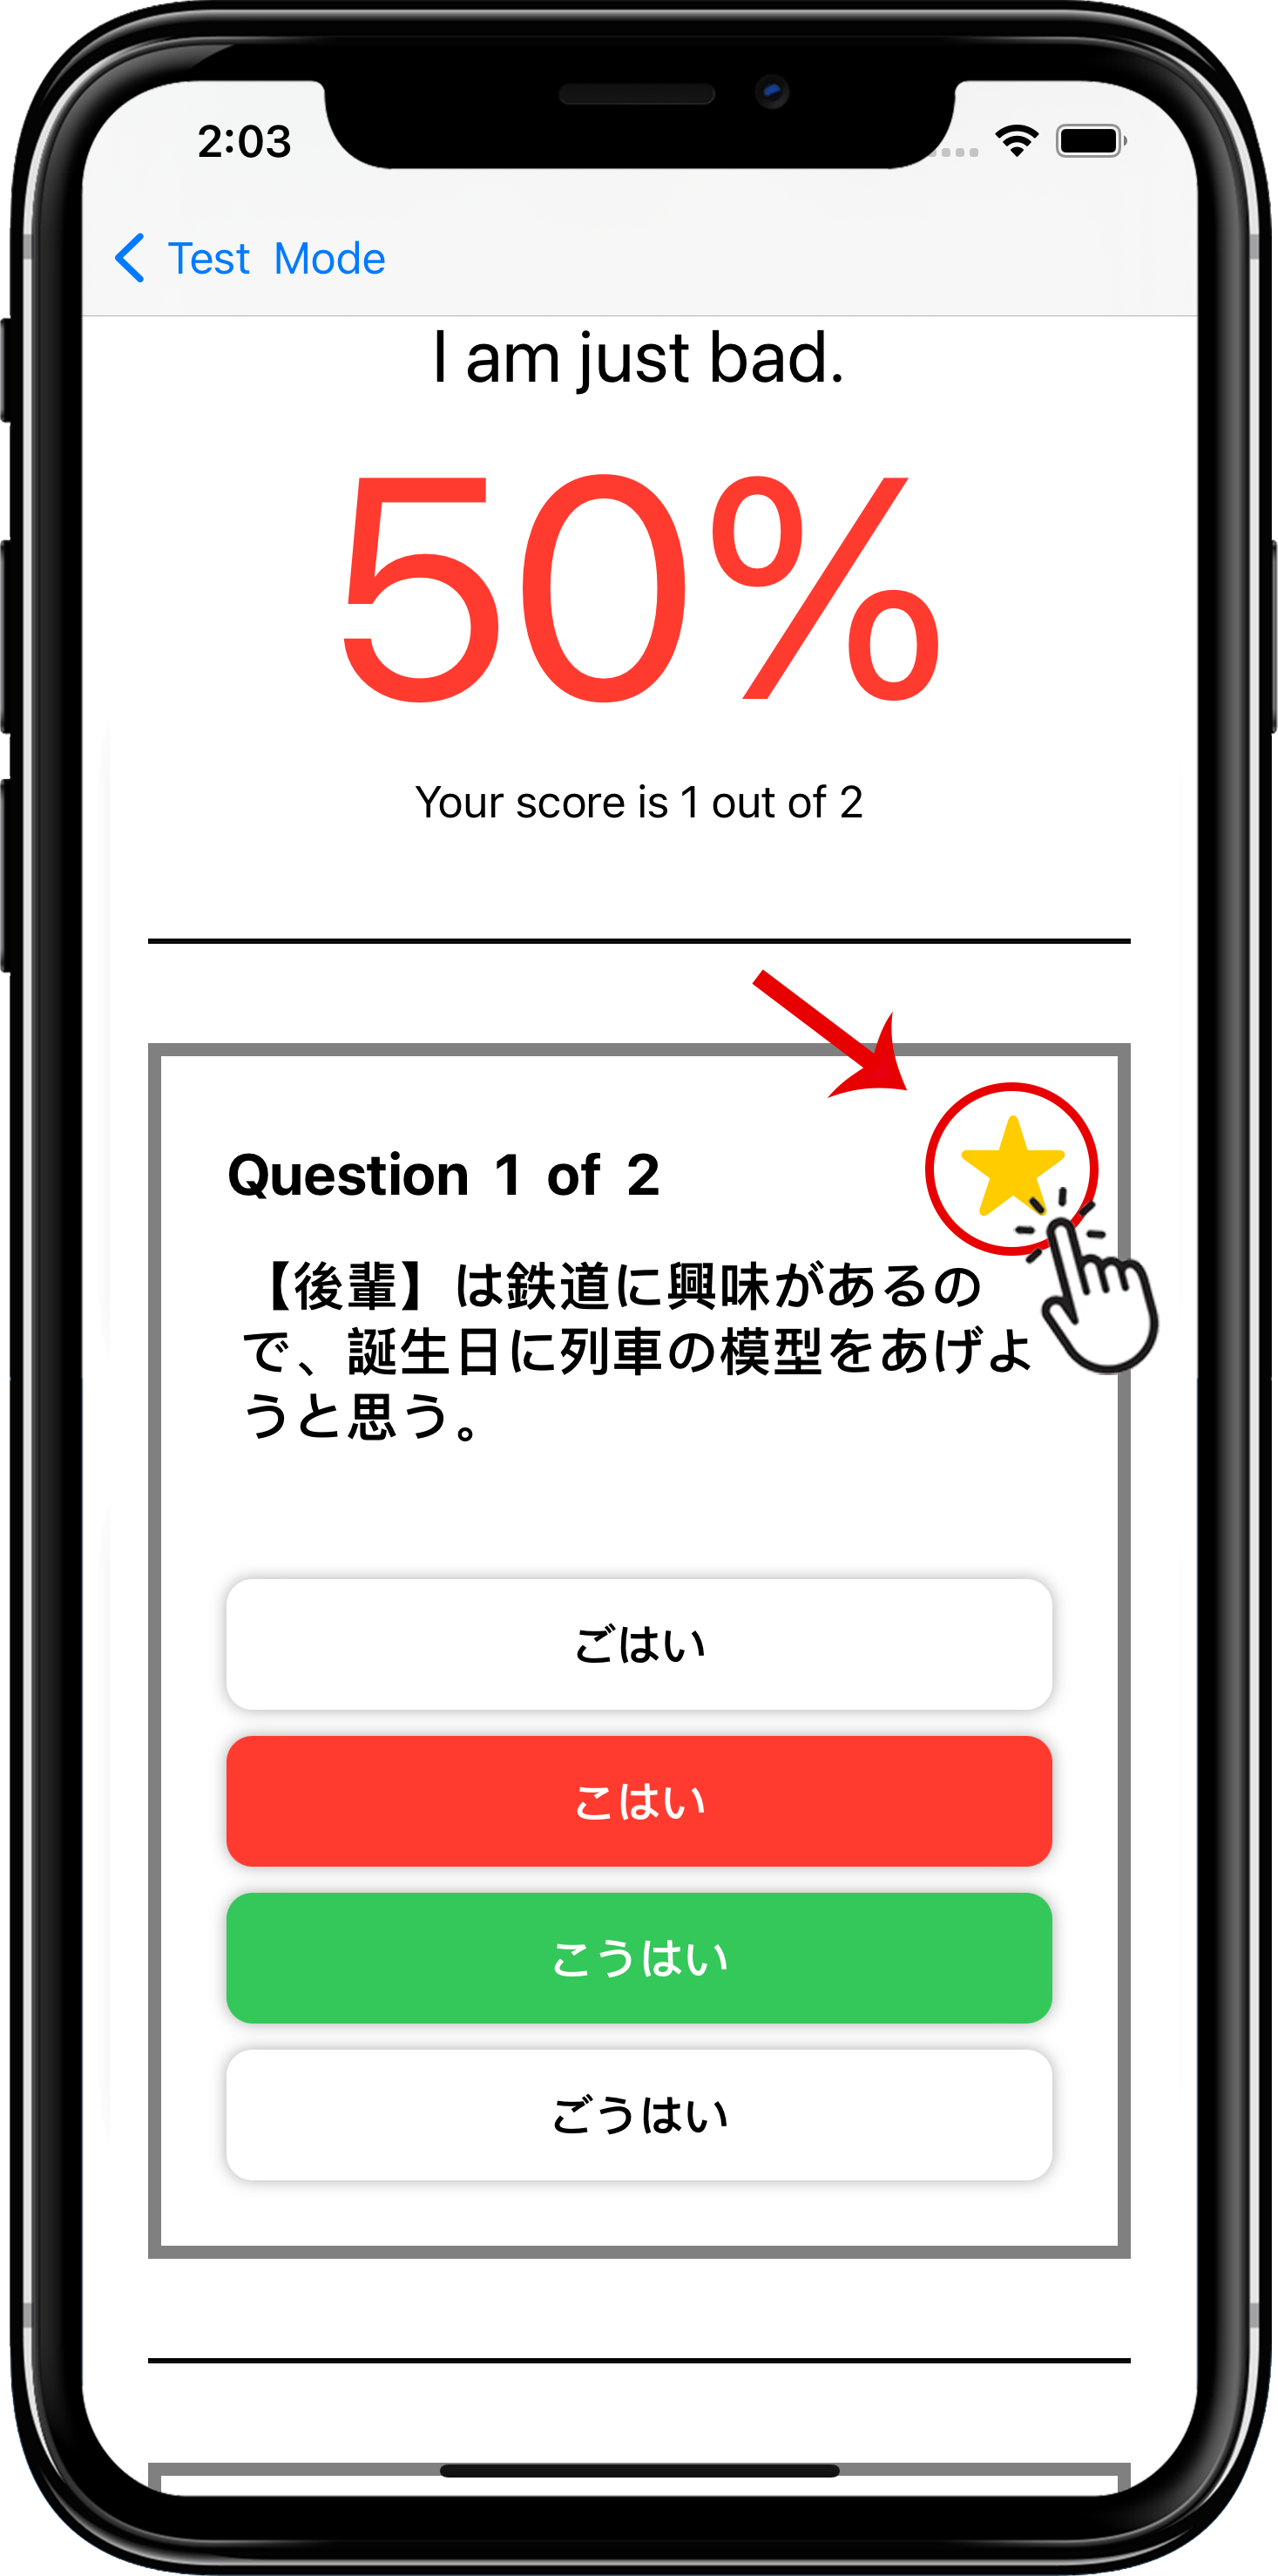 2:03
Test Mode
I am just bad.
50%
Your score is 1 out of 2
Question 1 of 2
【後輩】は鉄道に興味があるの
で、誕生日に列車の模型をあげよ
うと思う。
ごはい
こはい
こうはい
ごうはい